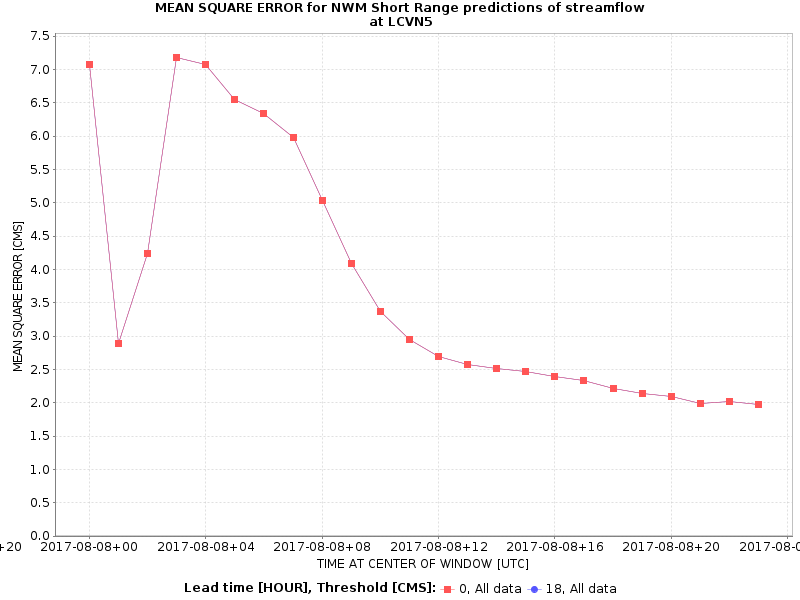 MEAN SQUARE ERROR for NWM Short Range predictions of streamflow
at LCVN5
7.5
7.0
6.5
6.0
5.5
5.0
4.5
4.0
3.5
3.0
2.5
2.0
1.5
1.0
0.5
0.0
MEAN SQUARE ERROR [CMS]
+20 2017-08-08+00 2017-08-08+04 2017-08-08+08 2017-08-08+12 2017-08-08+16 2017-08-08+20 2017-08-0
TIME AT CENTER OF WINDOW [UTC]
Lead time [HOUR], Threshold [CMS]: 0, All data 18, All data